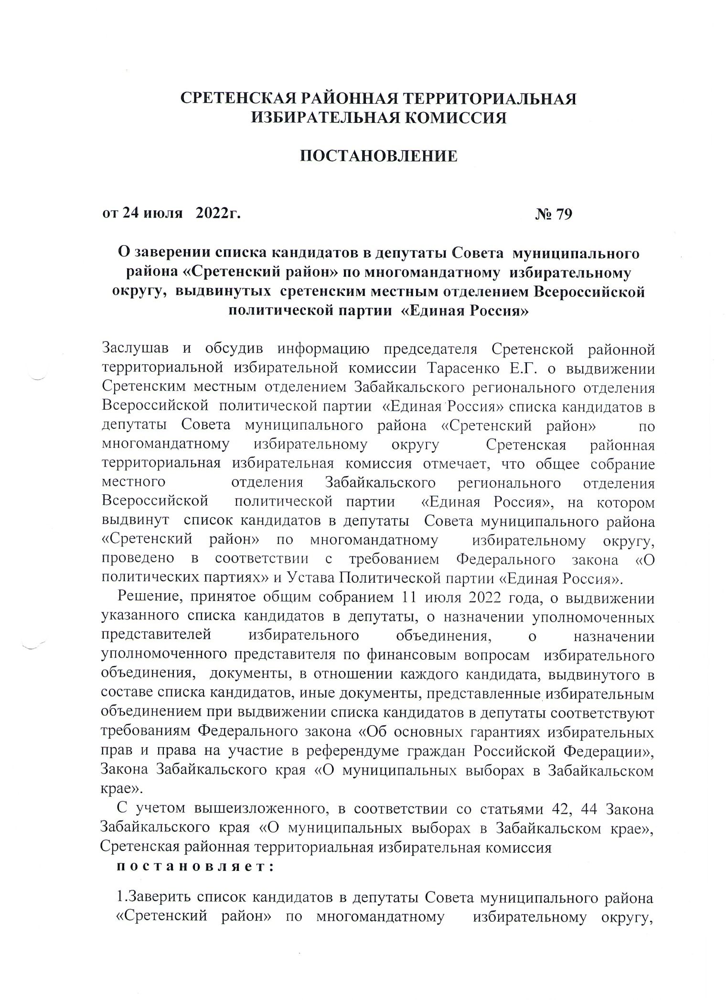 СРЕТЕНСКАЯ РАЙОННАЯ ТЕРРИТОРИАЛЬНАЯ
ИЗБИРАТЕЛЬНАЯ КОМИССИЯ
ПОСТАНОВЛЕНИЕ
от 24 июля 2022г. № 79
О заверении списка кандидатов в депутаты Совета муниципального
района «Сретенский район» по многомандатному избирательному
округу, выдвинутых сретенским местным отделением Всероссийской
политической партии «Единая Россия»
Заслушав и обсудив информацию председателя Сретенской районной
территориальной избирательной комиссии Тарасенко Е.Г. о выдвижении
Сретенским местным отделением Забайкальского регионального отделения
Всероссийской политической партии «Единая Россия» списка кандидатов в
депутаты Совета муниципального района «Сретенский район» по
многомандатному избирательному округу Сретенская районная
территориальная избирательная комиссия отмечает, что общее собрание
местного отделения Забайкальского регионального отделения
Всероссийской политической партии «Единая Россия», на котором
выдвинут список кандидатов в депутаты Совета муниципального района
«Сретенский район» по многомандатному избирательному округу,
проведено в соответствии с требованием Федерального закона «О
политических партиях» и Устава Политической партии «Единая Россия».
Решение, принятое общим собранием 11 июля 2022 года, о выдвижении
указанного списка кандидатов в депутаты, о назначении уполномоченных
представителей избирательного объединения, о назначении
уполномоченного представителя по финансовым вопросам избирательного
объединения, документы, в отношении каждого кандидата, выдвинутого в
составе списка кандидатов, иные документы, представленные избирательным
объединением при выдвижении списка кандидатов в депутаты соответствуют
требованиям Федерального закона «Об основных гарантиях избирательных
прав и права на участие в референдуме граждан Российской Федерации»,
Закона Забайкальского края «О муниципальных выборах в Забайкальском
крае».
С учетом вышеизложенного, в соответствии со статьями 42, 44 Закона
Забайкальского края «О муниципальных выборах в Забайкальском крае»,
Сретенская районная территориальная избирательная комиссия
п о с т а н о в л я е т :
1.Заверить список кандидатов в депутаты Совета муниципального района
«Сретенский район» по многомандатному избирательному округу,